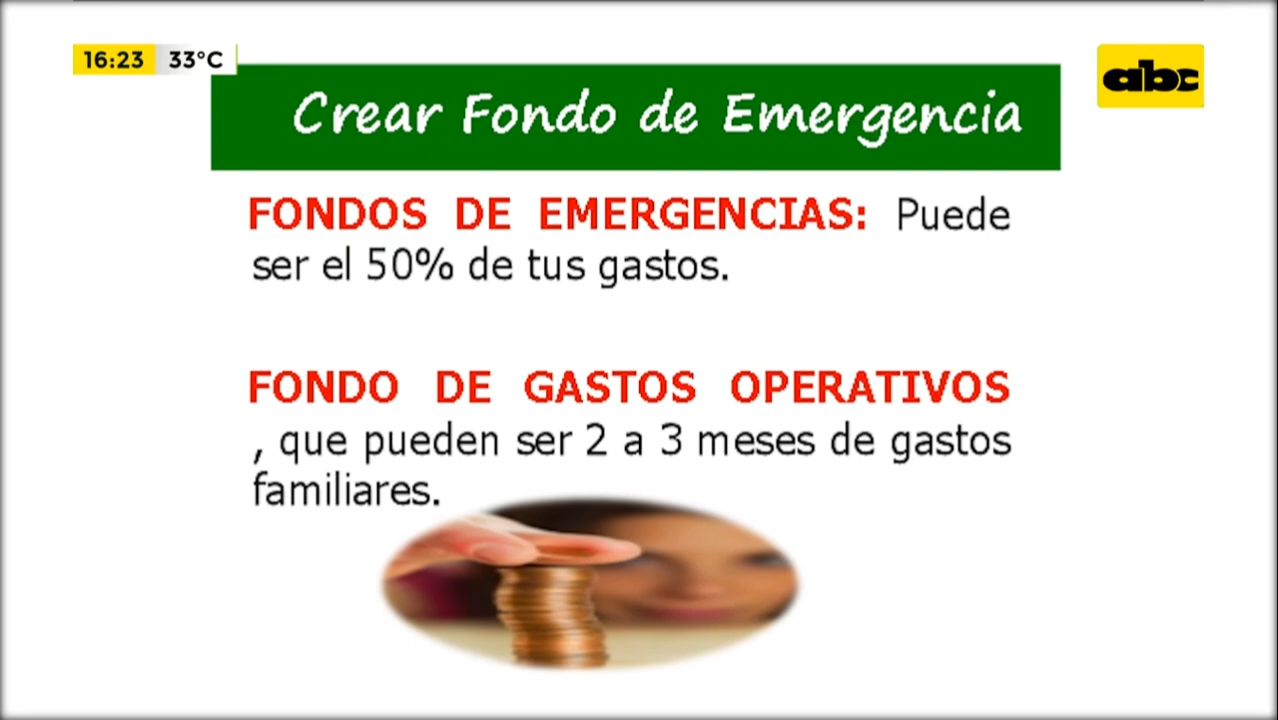 16:23 33°C
abc
Crear Fondo de Emergencia
FONDOS DE EMERGENCIAS: Puede
ser el 50% de tus gastos.
FONDO DE GASTOS OPERATIVOS
, que pueden ser 2 a 3 meses de gastos
familiares.